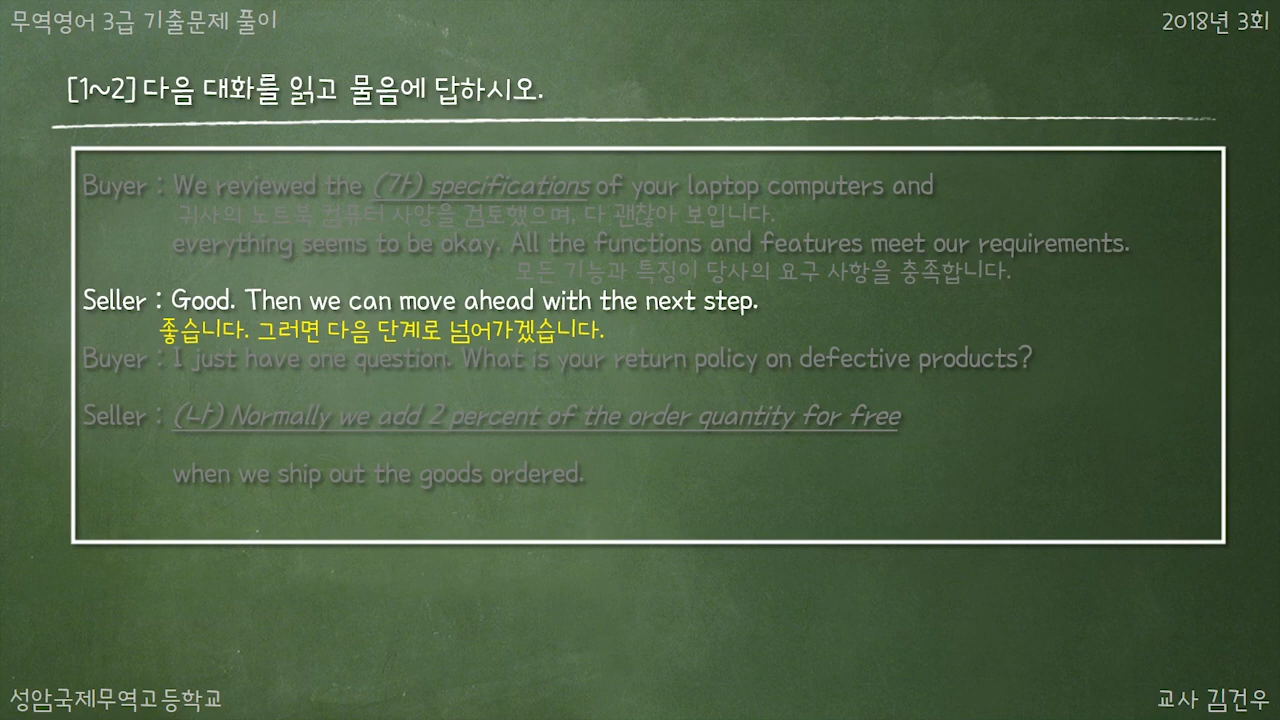 무역영어 3급 기출문제 풀이
2018년 3회
[1~2] 다음 대화를 읽고 물음에 답하시오.
Buyer : We reviewed the (가) specifications of your laptop computers and
귀사의 노트북 컴퓨터 사양을 검토했으며, 다 괜찮아 보입니다.
everything seems to be okay. All the functions and features meet our requirements.
모든 기능과 특징이 당사의 요구 사항을 충족합니다.
Seller : Good. Then we can move ahead with the next step.
좋습니다. 그러면 다음 단계로 넘어가겠습니다.
Buyer : I just have one question. What is your return policy on defective products?
Seller : (나) Normally we add 2 percent of the order quantity for free
when we ship out the goods ordered.
성암국제무역고등학교
교사 김건우